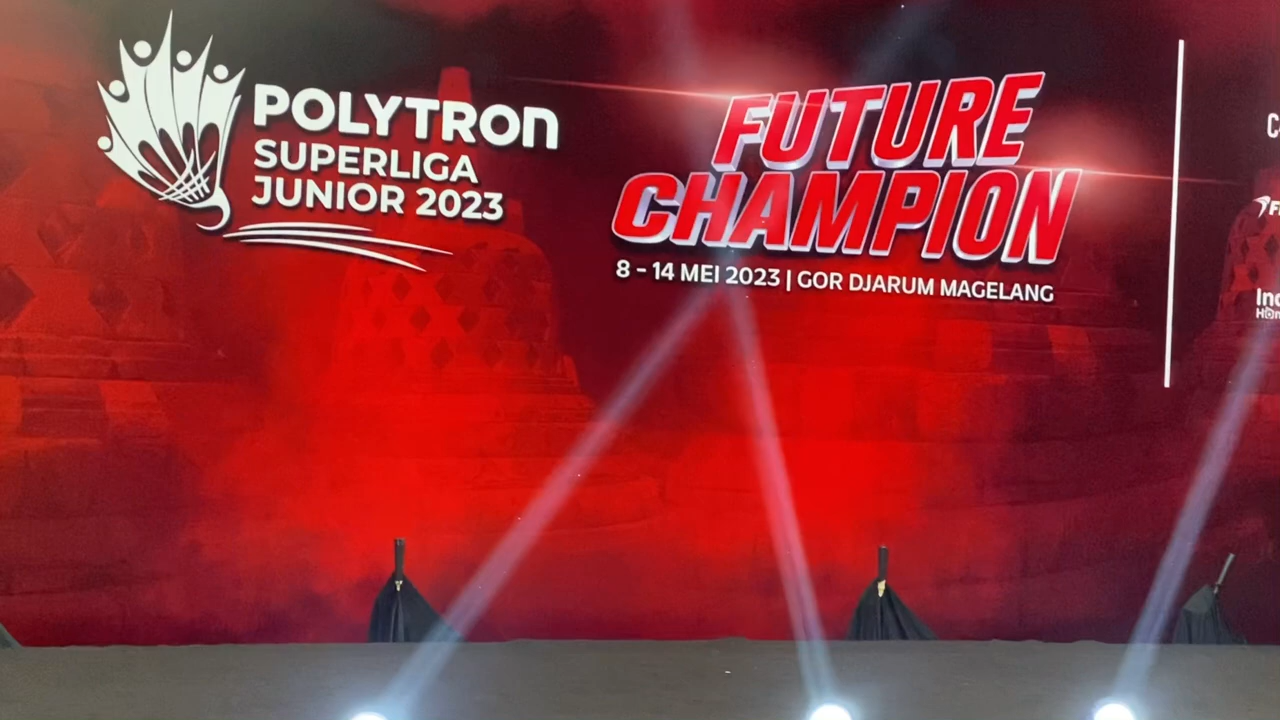 POLYTRON
SUPERLIGA
JUNIOR 2023
FUTURE
CHAMPION
8 - 14 MEI 2023 | GOR DJARUM MAGELANG